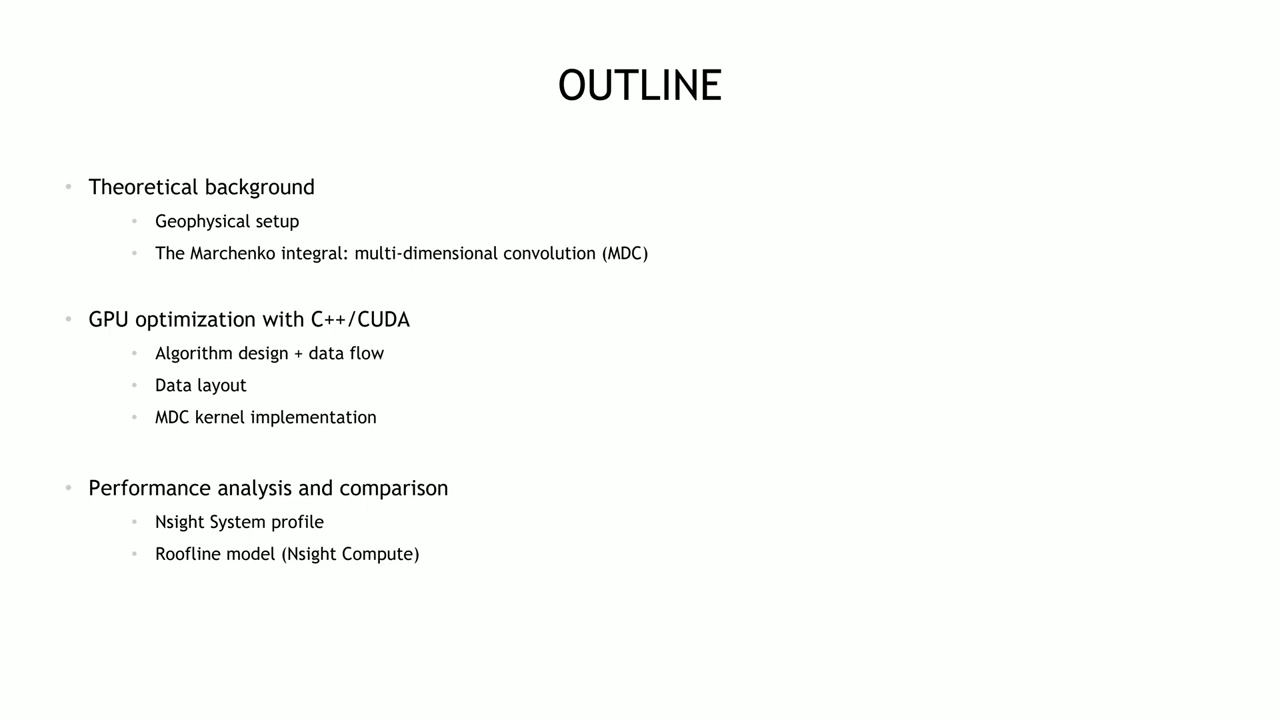 OUTLINE
• Theoretical background
• Geophysical setup
• The Marchenko integral: multi-dimensional convolution (MDC)
• GPU optimization with C++/CUDA
• Algorithm design + data flow
• Data layout
• MDC kernel implementation
• Performance analysis and comparison
• Nsight System profile
• Roofline model (Nsight Compute)